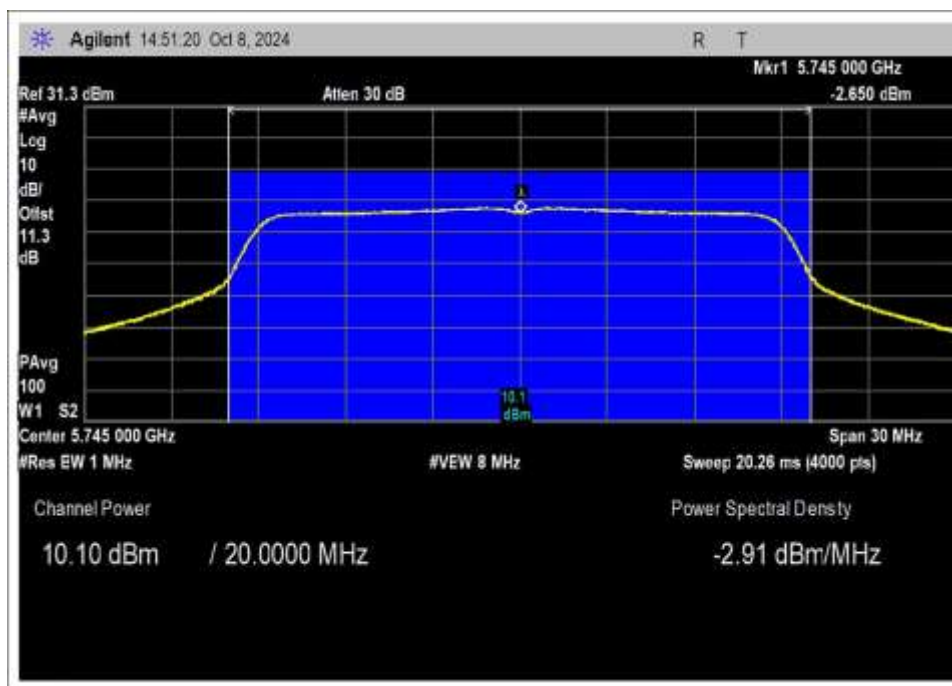 Agilent 14:51:20 Oct 8, 2024 R T
Mkr1 5.745 000 GHz
Ref 31.3 dBm Atten 30 dB -2.650 dBm
#Avg
Log
10
dB/
Offst
11.3
dB
PAvg
100
W1 S2
10.1
dBm
Center 5.745 000 GHz Span 30 MHz
#Res BW 1 MHz #VBW 8 MHz Sweep 20.26 ms (4000 pts)
Channel Power Power Spectral Density
10.10 dBm / 20.0000 MHz -2.91 dBm/MHz